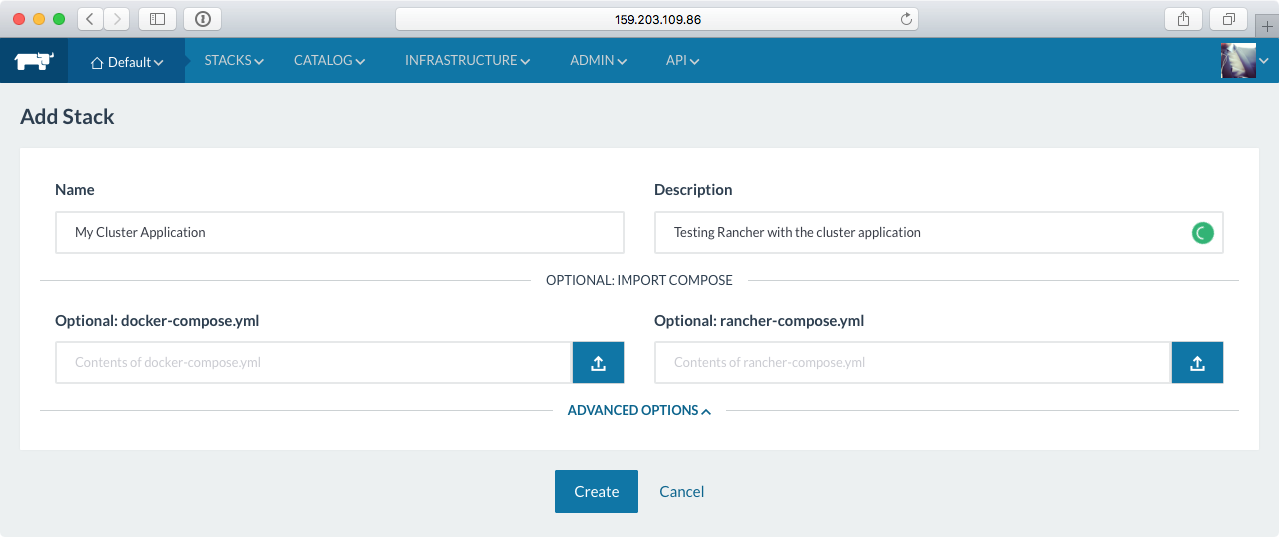 159.203.109.86
Default STACKS CATALOG INFRASTRUCTURE ADMIN API
Add Stack
Name Description
My Cluster Application Testing Rancher with the cluster application
OPTIONAL: IMPORT COMPOSE
Optional: docker-compose.yml Optional: rancher-compose.yml
Contents of docker-compose.yml Contents of rancher-compose.yml
ADVANCED OPTIONS
Create Cancel